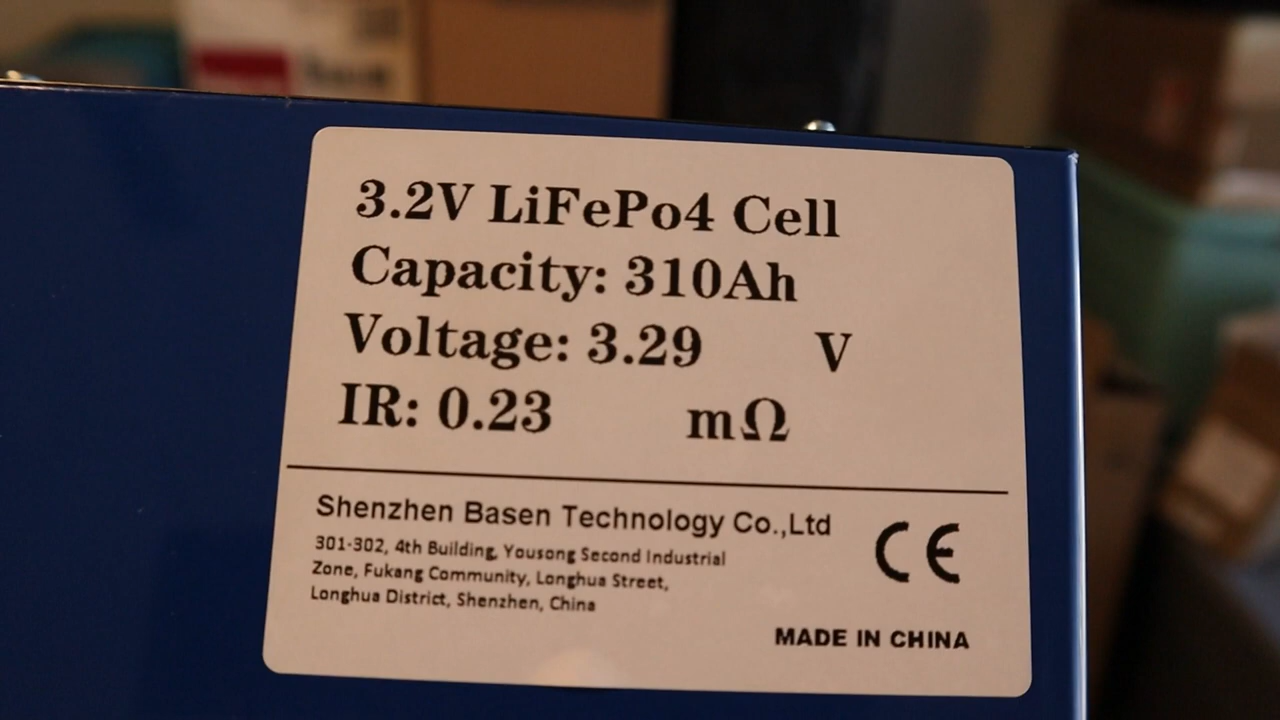 3.2V LiFePo4 Cell
Capacity: 310Ah
Voltage: 3.29 V
IR: 0.23 mΩ
Shenzhen Basen Technology Co.,Ltd
301-302, 4th Building, Yousong Second Industrial
Zone, Fukang Community, Longhua Street,
Longhua District, Shenzhen, China
CE
MADE IN CHINA